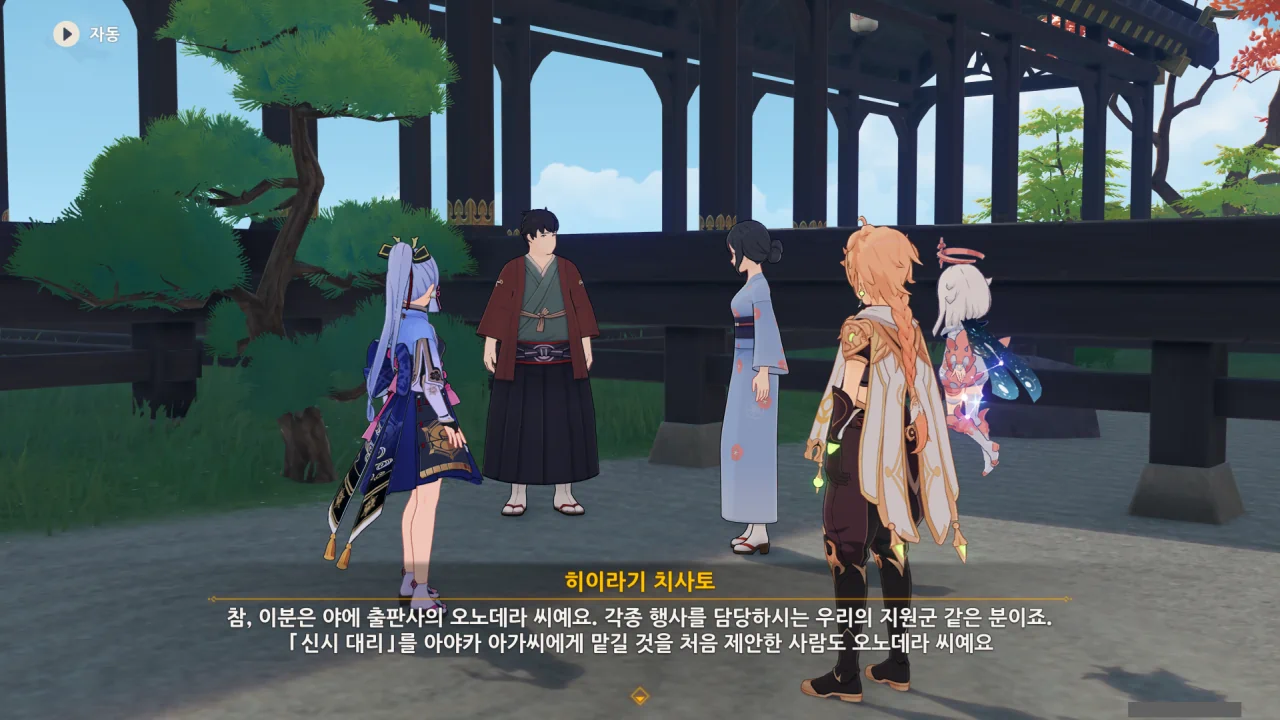 자동
히이라기 치사토
참, 이분은 야에 출판사의 오노데라 씨예요. 각종 행사를 담당하시는 우리의 지원군 같은 분이죠.
「신시 대리」를 아야카 아가씨에게 맡길 것을 처음 제안한 사람도 오노데라 씨예요